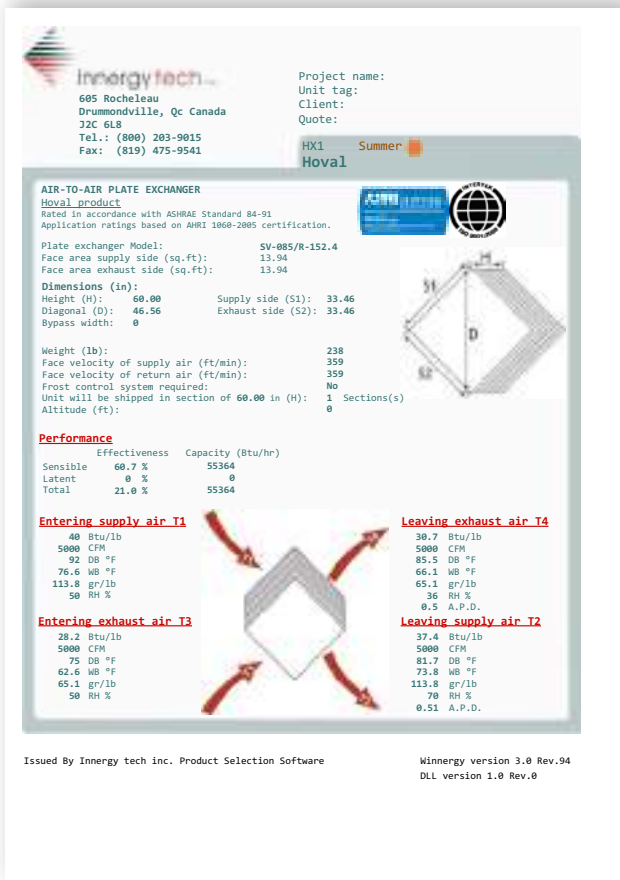 Innergytech inc.
605 Rocheleau
Drummondville, Qc Canada
J2C 6L8
Tel.: (800) 203-9015
Fax: (819) 475-9541
Project name:
Unit tag:
Client:
Quote:
HX1 Summer
Hoval
AIR-TO-AIR PLATE EXCHANGER
Hoval product
Rated in accordance with ASHRAE Standard 84-91
Application ratings based on AHRI 1060-2005 certification.
Plate exchanger Model: SV-085/R-152.4
Face area supply side (sq.ft): 13.94
Face area exhaust side (sq.ft): 13.94
Dimensions (in):
Height (H): 60.00 Supply side (S1): 33.46
Diagonal (D): 46.56 Exhaust side (S2): 33.46
Bypass width: 0
Weight (lb): 238
Face velocity of supply air (ft/min): 359
Face velocity of return air (ft/min): 359
Frost control system required: No
Unit will be shipped in section of 60.00 in (H): 1 Sections(s)
Altitude (ft): 0
H
S1
D
S2
INTERTEK
ISO 9001:2000
Performance
Effectiveness Capacity (Btu/hr)
Sensible 60.7 % 55364
Latent 0 % 0
Total 21.0 % 55364
Entering supply air T1
40 Btu/lb
5000 CFM
92 DB °F
76.6 WB °F
113.8 gr/lb
50 RH %
Leaving exhaust air T4
30.7 Btu/lb
5000 CFM
85.5 DB °F
66.1 WB °F
65.1 gr/lb
36 RH %
0.5 A.P.D.
Entering exhaust air T3
28.2 Btu/lb
5000 CFM
75 DB °F
62.6 WB °F
65.1 gr/lb
50 RH %
Leaving supply air T2
37.4 Btu/lb
5000 CFM
81.7 DB °F
73.8 WB °F
113.8 gr/lb
70 RH %
0.51 A.P.D.
Issued By Innergy tech inc. Product Selection Software
Winnergy version 3.0 Rev.94
DLL version 1.0 Rev.0